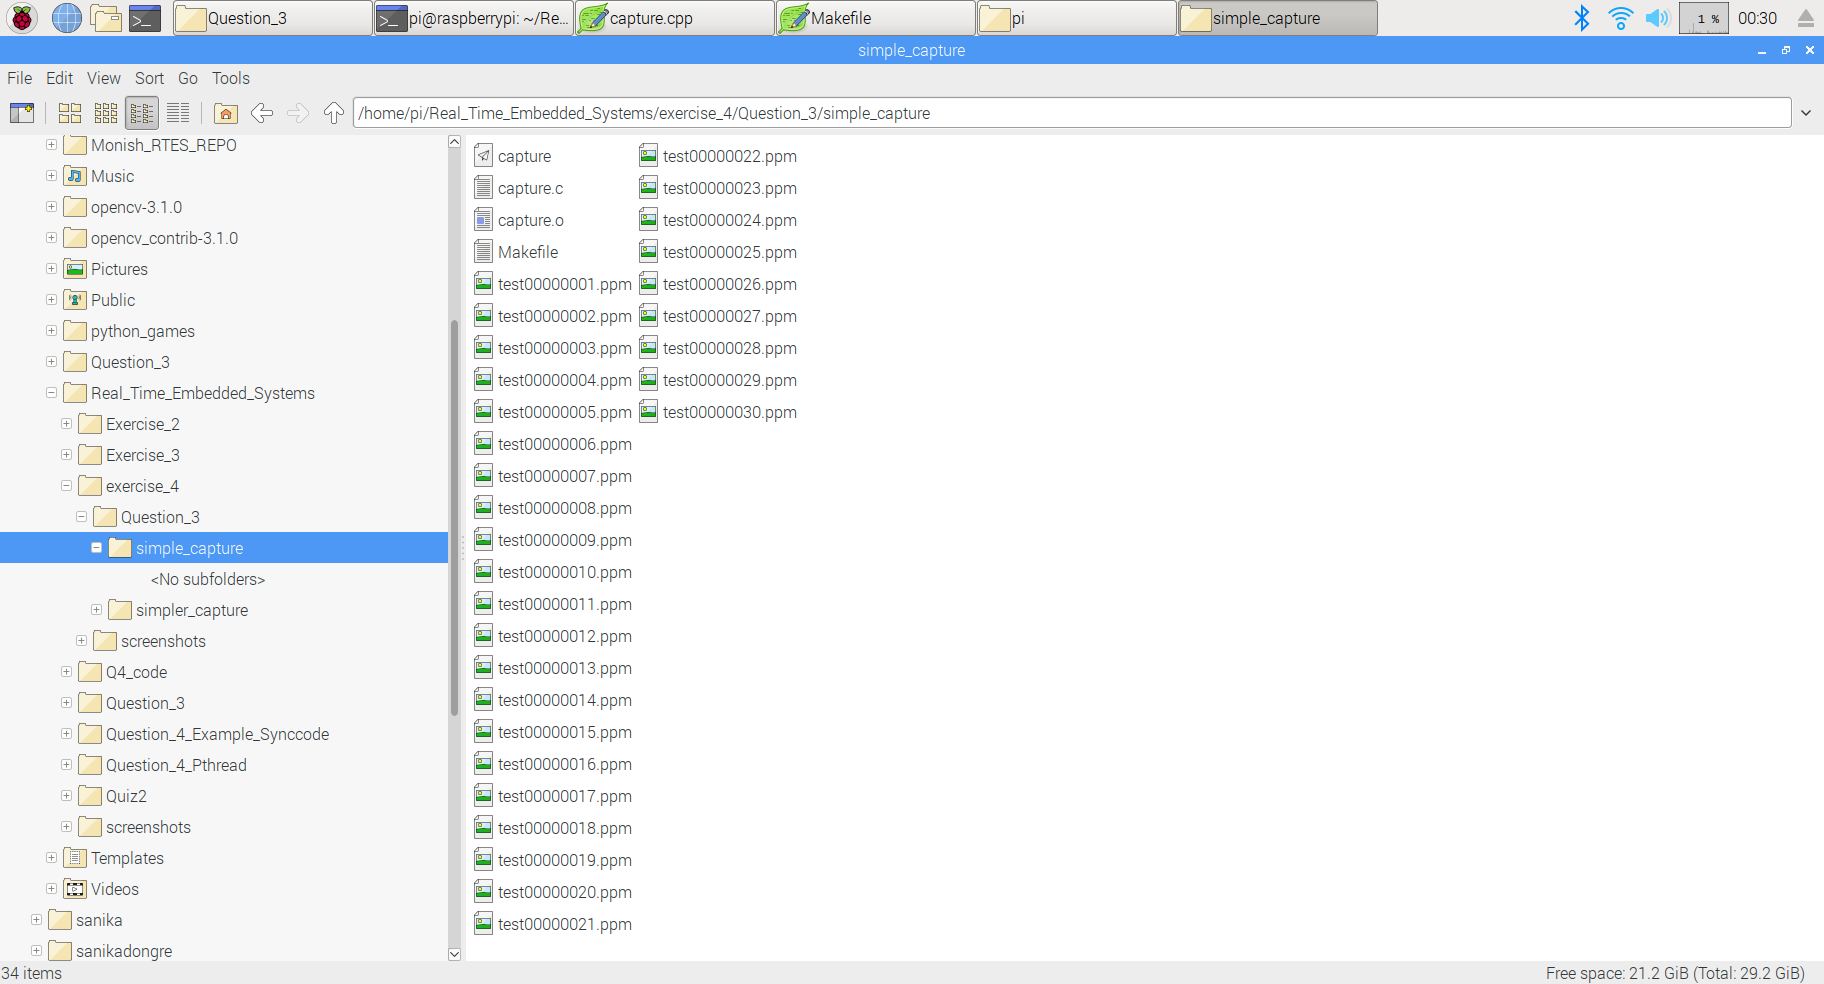 Question_3 pi@raspberrypi: ~/Re... capture.cpp Makefile pi simple_capture 1 % 00:30
simple_capture
File Edit View Sort Go Tools
/home/pi/Real_Time_Embedded_Systems/exercise_4/Question_3/simple_capture
Monish_RTES_REPO
Music
opencv-3.1.0
opencv_contrib-3.1.0
Pictures
Public
python_games
Question_3
Real_Time_Embedded_Systems
Exercise_2
Exercise_3
exercise_4
Question_3
simple_capture
<No subfolders>
simpler_capture
screenshots
Q4_code
Question_3
Question_4_Example_Synccode
Question_4_Pthread
Quiz2
screenshots
Templates
Videos
sanika
sanikadongre
capture
capture.c
capture.o
Makefile
test00000001.ppm
test00000002.ppm
test00000003.ppm
test00000004.ppm
test00000005.ppm
test00000006.ppm
test00000007.ppm
test00000008.ppm
test00000009.ppm
test00000010.ppm
test00000011.ppm
test00000012.ppm
test00000013.ppm
test00000014.ppm
test00000015.ppm
test00000016.ppm
test00000017.ppm
test00000018.ppm
test00000019.ppm
test00000020.ppm
test00000021.ppm
test00000022.ppm
test00000023.ppm
test00000024.ppm
test00000025.ppm
test00000026.ppm
test00000027.ppm
test00000028.ppm
test00000029.ppm
test00000030.ppm
34 items
Free space: 21.2 GiB (Total: 29.2 GiB)